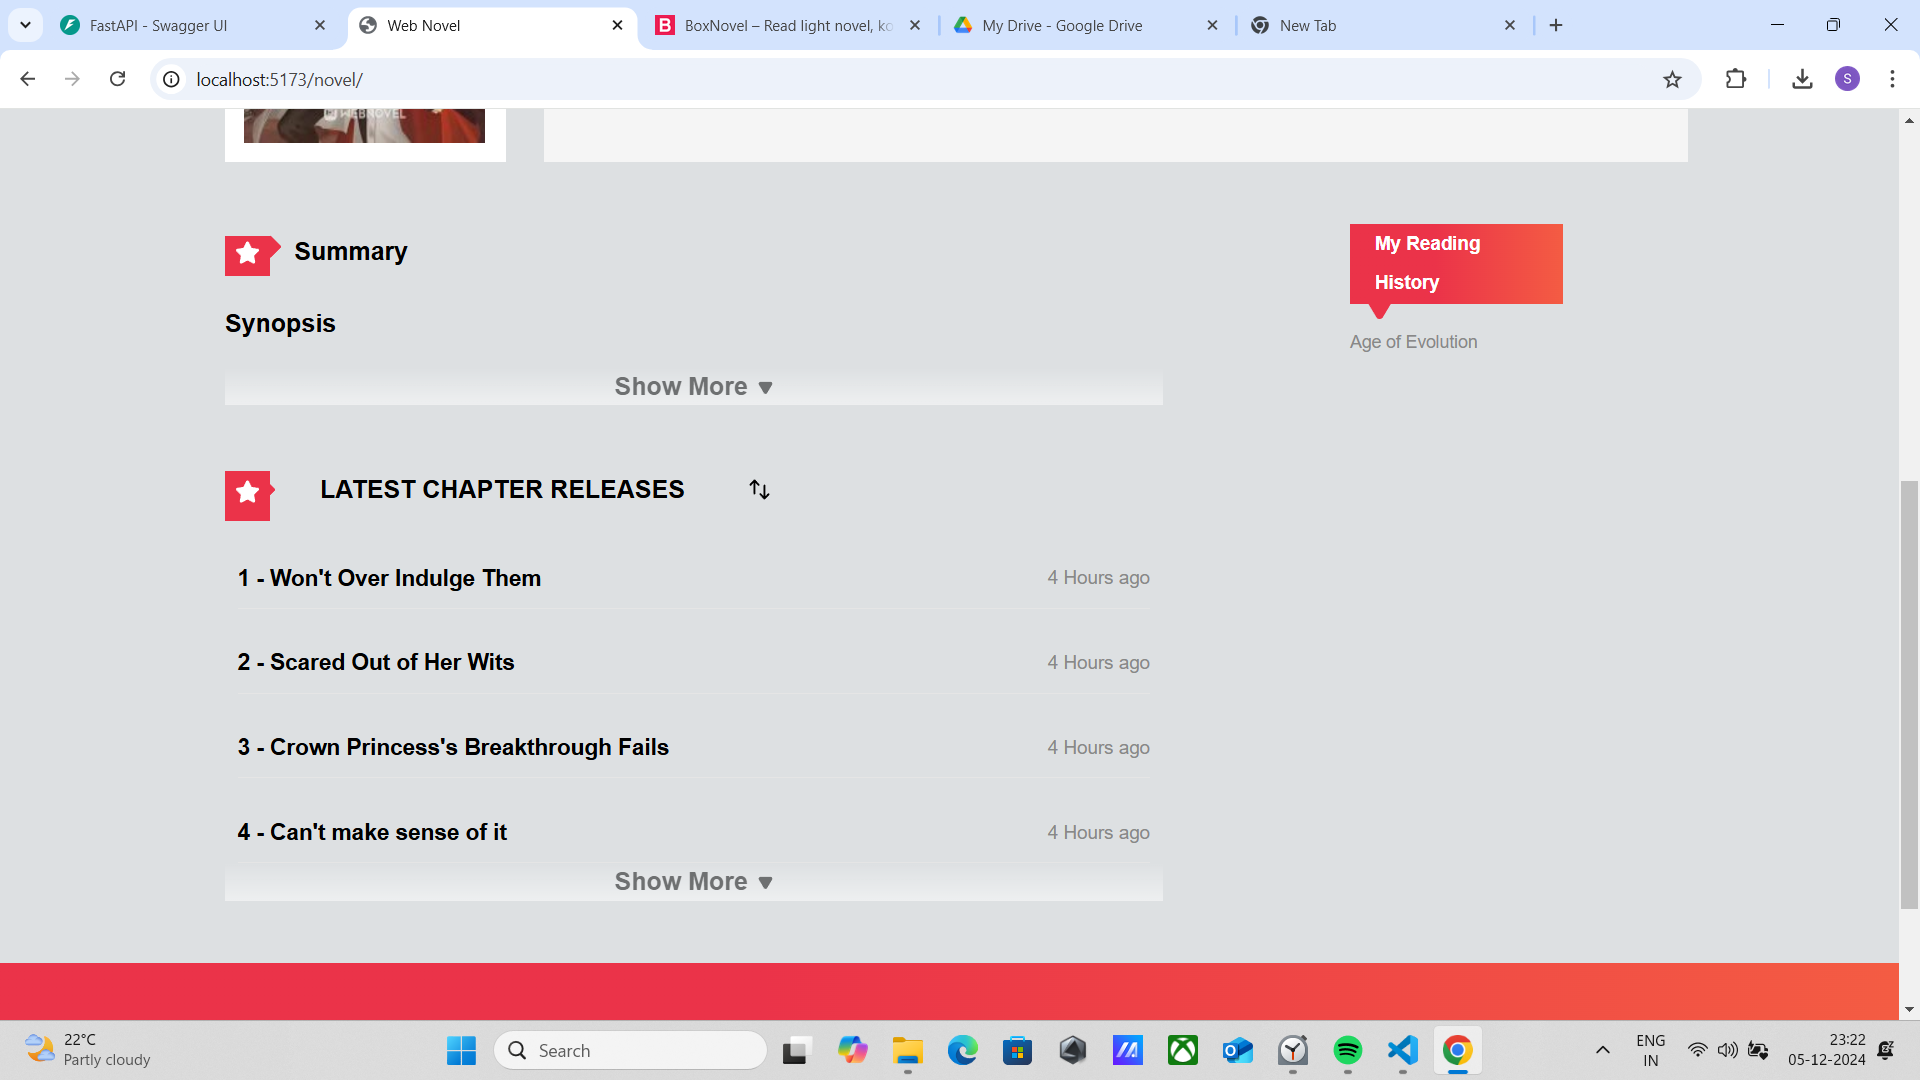 FastAPI - Swagger UI
Web Novel
BoxNovel – Read light novel, ko
My Drive - Google Drive
New Tab
localhost:5173/novel/
S
WEBNOVEL
Summary
My Reading
History
Synopsis
Age of Evolution
Show More
LATEST CHAPTER RELEASES
1 - Won't Over Indulge Them
4 Hours ago
2 - Scared Out of Her Wits
4 Hours ago
3 - Crown Princess's Breakthrough Fails
4 Hours ago
4 - Can't make sense of it
4 Hours ago
Show More
22°C
Partly cloudy
Search
ENG
IN
23:22
05-12-2024